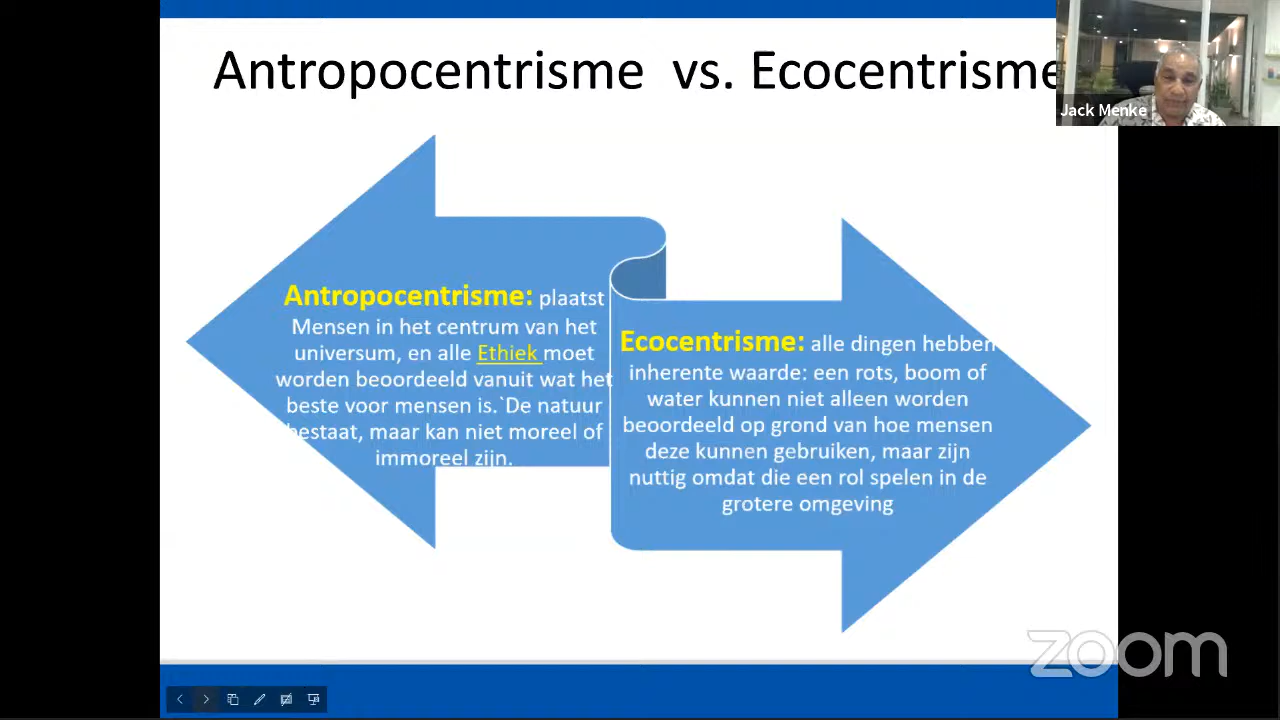 Antropocentrisme vs. Ecocentrisme
Jack Menke
Antropocentrisme: plaatst
Mensen in het centrum van het
universum, en alle Ethiek moet
worden beoordeeld vanuit wat het
beste voor mensen is.`De natuur
bestaat, maar kan niet moreel of
immoreel zijn.
Ecocentrisme: alle dingen hebben
inherente waarde: een rots, boom of
water kunnen niet alleen worden
beoordeeld op grond van hoe mensen
deze kunnen gebruiken, maar zijn
nuttig omdat die een rol spelen in de
grotere omgeving
zoom